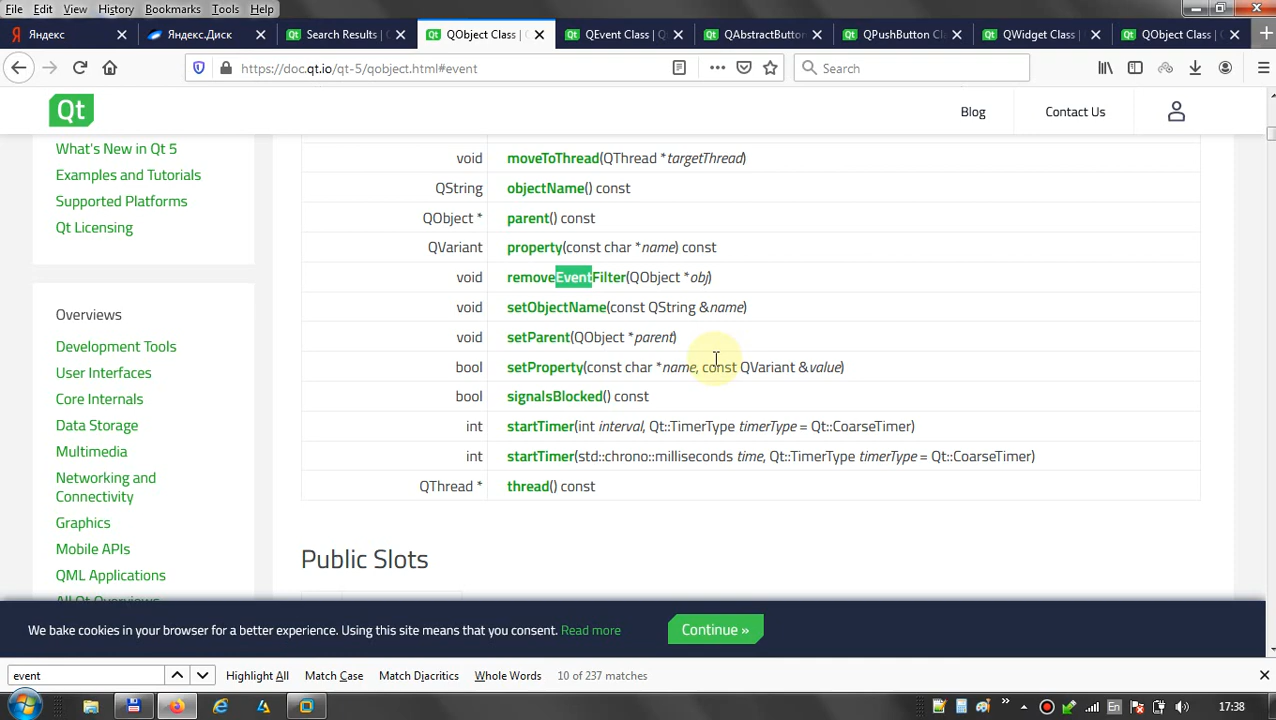 File Edit View History Bookmarks Tools Help
Яндекс
Яндекс.Диск
Search Results |
QObject Class |
QEvent Class |
QAbstractButton
QPushButton Cl
QWidget Class |
QObject Class |
https://doc.qt.io/qt-5/qobject.html#event
Search
Qt
Blog
Contact Us
What's New in Qt 5
Examples and Tutorials
Supported Platforms
Qt Licensing
Overviews
Development Tools
User Interfaces
Core Internals
Data Storage
Multimedia
Networking and
Connectivity
Graphics
Mobile APIs
QML Applications
All Qt Overviews
void moveToThread(QThread *targetThread)
QString objectName() const
QObject * parent() const
QVariant property(const char *name) const
void removeEventFilter(QObject *obj)
void setObjectName(const QString &name)
void setParent(QObject *parent)
bool setProperty(const char *name, const QVariant &value)
bool signalsBlocked() const
int startTimer(int interval, Qt::TimerType timerType = Qt::CoarseTimer)
int startTimer(std::chrono::milliseconds time, Qt::TimerType timerType = Qt::CoarseTimer)
QThread * thread() const
Public Slots
We bake cookies in your browser for a better experience. Using this site means that you consent. Read more
Continue »
event
Highlight All Match Case Match Diacritics Whole Words 10 of 237 matches
En
17:38